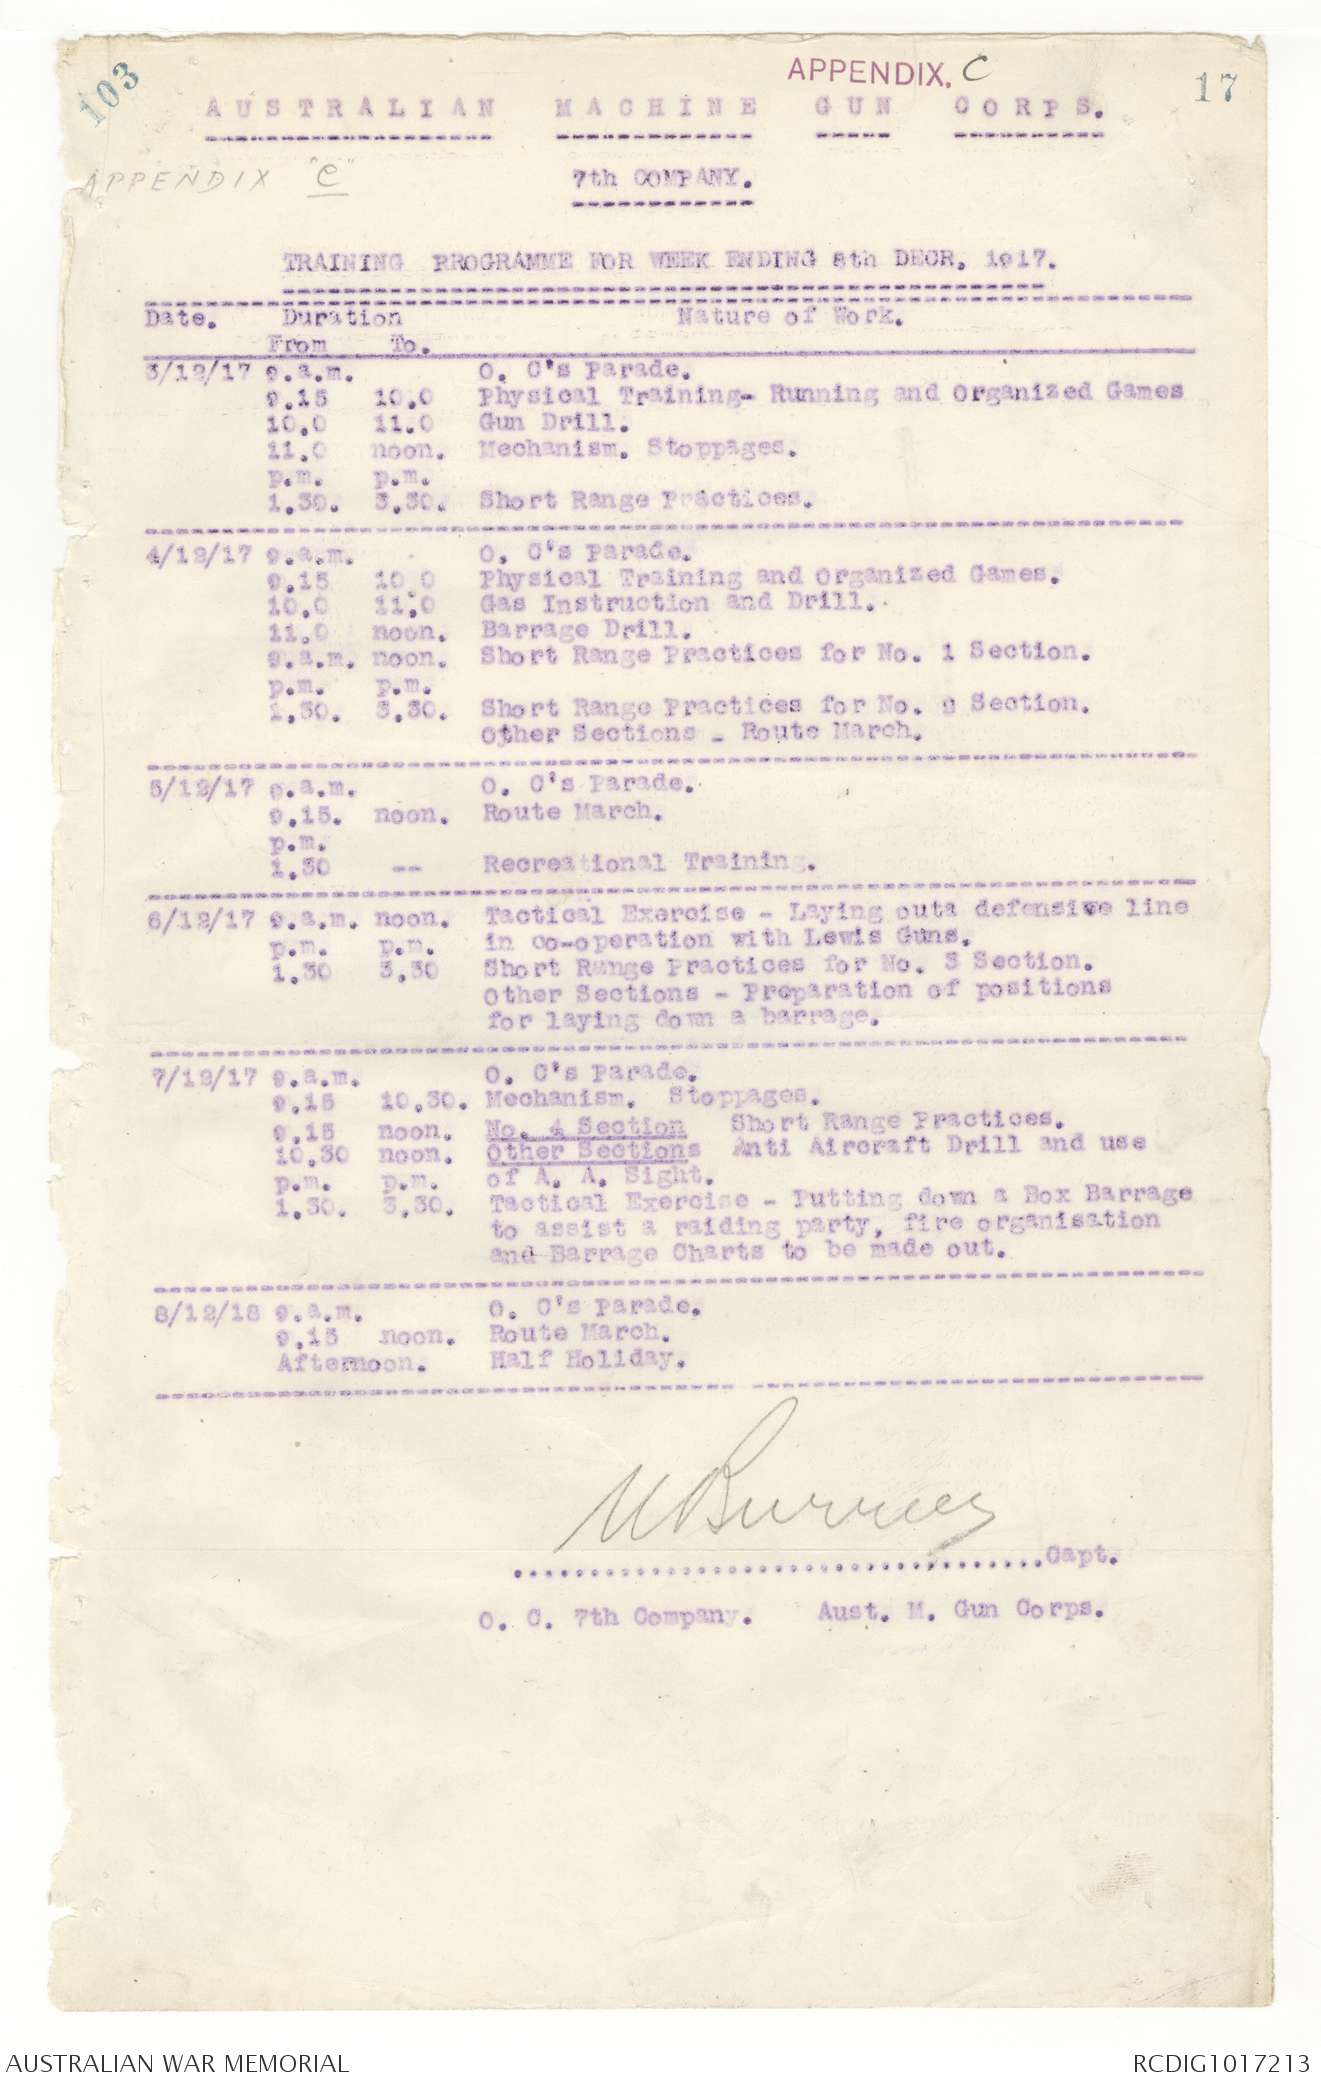 103
APPENDIX. C
17
AUSTRALIAN MACHINE GUN CORPS.
APPENDIX "C"
7th COMPANY.
TRAINING PROGRAMME FOR WEEK ENDING 8th DECR. 1917.
Date. Duration Nature of Work.
From To.
3/12/17 9.a.m. O. C's Parade.
9.15 10.0 Physical Training- Running and Organized Games
10.0 11.0 Gun Drill.
11.0 noon. Mechanism. Stoppages.
p.m. p.m.
1.30. 3.30. Short Range Practices.
4/12/17 9.a.m. O. C's Parade.
9.15 10.0 Physical Training and Organized Games.
10.0 11.0 Gas Instruction and Drill.
11.0 noon. Barrage Drill.
9.a.m. noon. Short Range Practices for No. 1 Section.
p.m. p.m.
1.30. 3.30. Short Range Practices for No. 2 Section.
Other Sections - Route March.
5/12/17 9.a.m. O. C's Parade.
9.15. noon. Route March.
p.m.
1.30 -- Recreational Training.
6/12/17 9.a.m. noon. Tactical Exercise - Laying outa defensive line
p.m. p.m. in co-operation with Lewis Guns.
1.30 3.30 Short Range Practices for No. 3 Section.
Other Sections - Preparation of positions
for laying down a barrage.
7/12/17 9.a.m. O. C's Parade.
9.15 10.30. Mechanism. Stoppages.
9.15 noon. No. 4 Section Short Range Practices.
10.30 noon. Other Sections Anti Aircraft Drill and use
p.m. p.m. of A. A. Sight.
1.30. 3.30. Tactical Exercise - Putting down a Box Barrage
to assist a raiding party, fire organisation
and Barrage Charts to be made out.
8/12/18 9.a.m. O. C's Parade.
9.15 noon. Route March.
Afternoon. Half Holiday.
..................................Capt.
O. C. 7th Company. Aust. M. Gun Corps.
AUSTRALIAN WAR MEMORIAL
RCDIG1017213